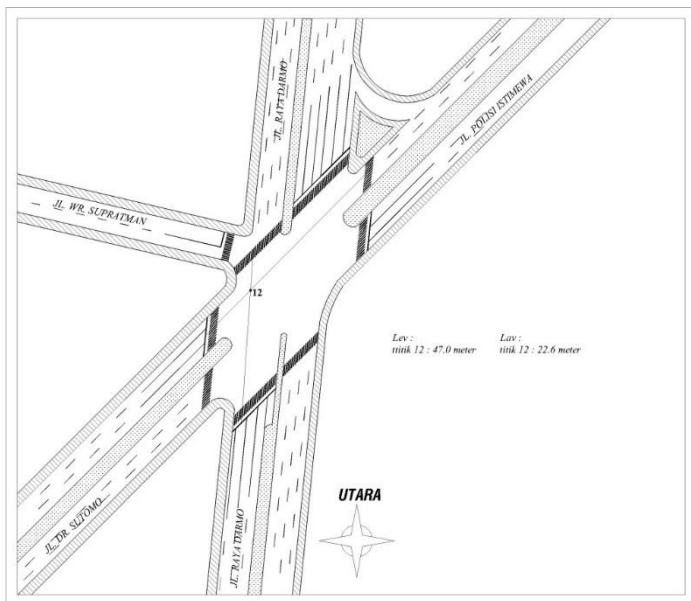 JL. RAYA DARMO
JL. POLISI ISTIMEWA
JL. WR. SUPRATMAN
12
Lev :
titik 12 : 47.0 meter
Lav :
titik 12 : 22.6 meter
UTARA
JL. DR. SUTOMO
JL. RAYA DARMO